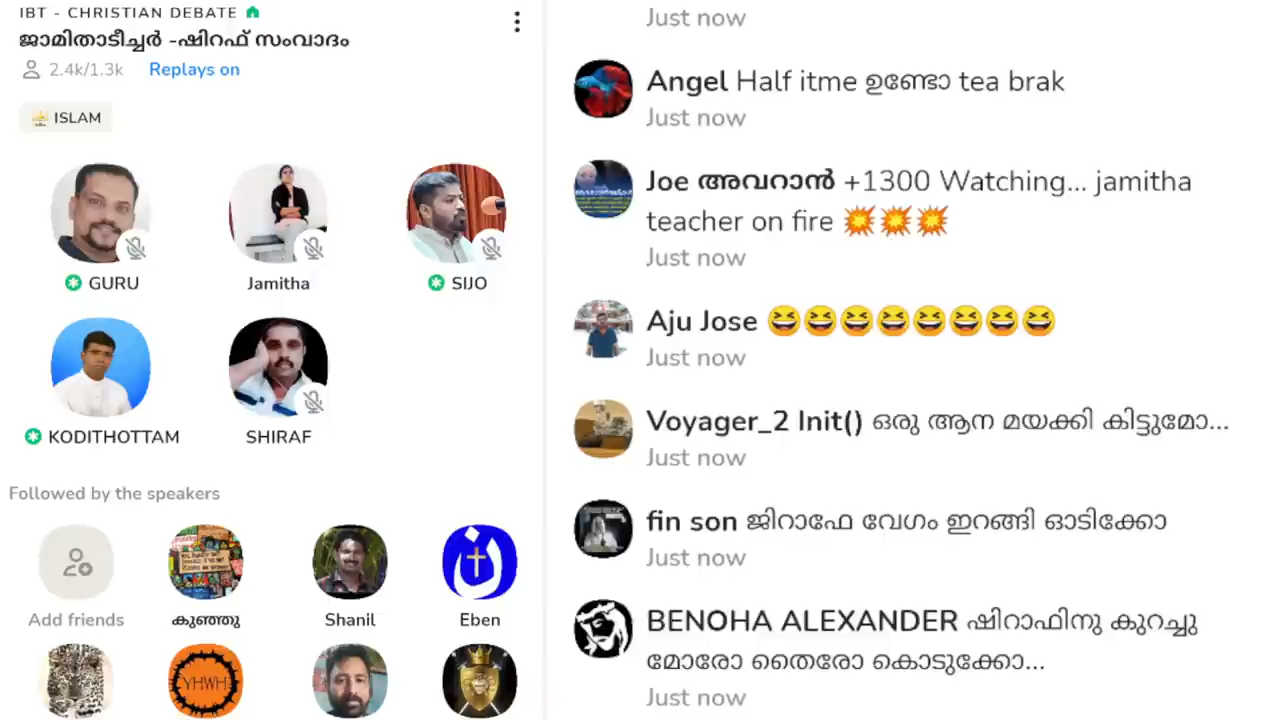 IBT - CHRISTIAN DEBATE
ജാമിതാടീച്ചർ -ഷിറഫ് സംവാദം
2.4k/1.3k Replays on
ISLAM
GURU Jamitha SIJO
KODITHOTTAM SHIRAF
Followed by the speakers
Add friends കുഞ്ഞു Shanil Eben
YHWH
Just now
Angel Half itme ഉണ്ടോ tea brak
Just now
Joe അവറാൻ +1300 Watching... jamitha
teacher on fire 💥💥💥
Just now
Aju Jose 😆😆😆😆😆😆😆😆
Just now
Voyager_2 Init() ഒരു ആന മയക്കി കിട്ടുമോ...
Just now
fin son ജിറാഫേ വേഗം ഇറങ്ങി ഓടിക്കോ
Just now
BENOHA ALEXANDER ഷിറാഫിനു കുറച്ചു
മോരോ തൈരോ കൊടുക്കോ...
Just now